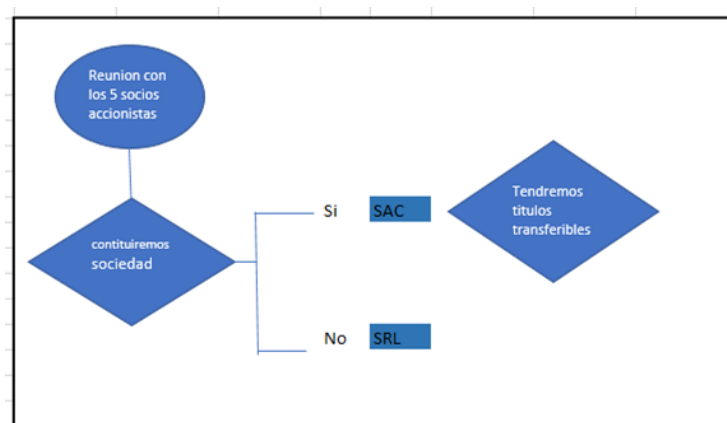 Reunion con
los 5 socios
accionistas
contituiremos
sociedad
Si
SAC
Tendremos
titulos
transferibles
No
SRL